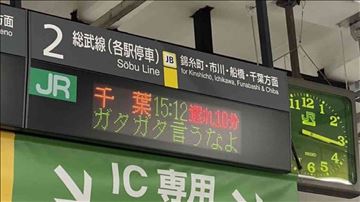 2
総武線(各駅停車)
Sōbu Line
JB
錦糸町・市川・船橋・千葉方面
for Kinshichō, Ichikawa, Funabashi & Chiba
JR
千葉 15:12 遅れ10分
ガタガタ言うなよ
IC専用